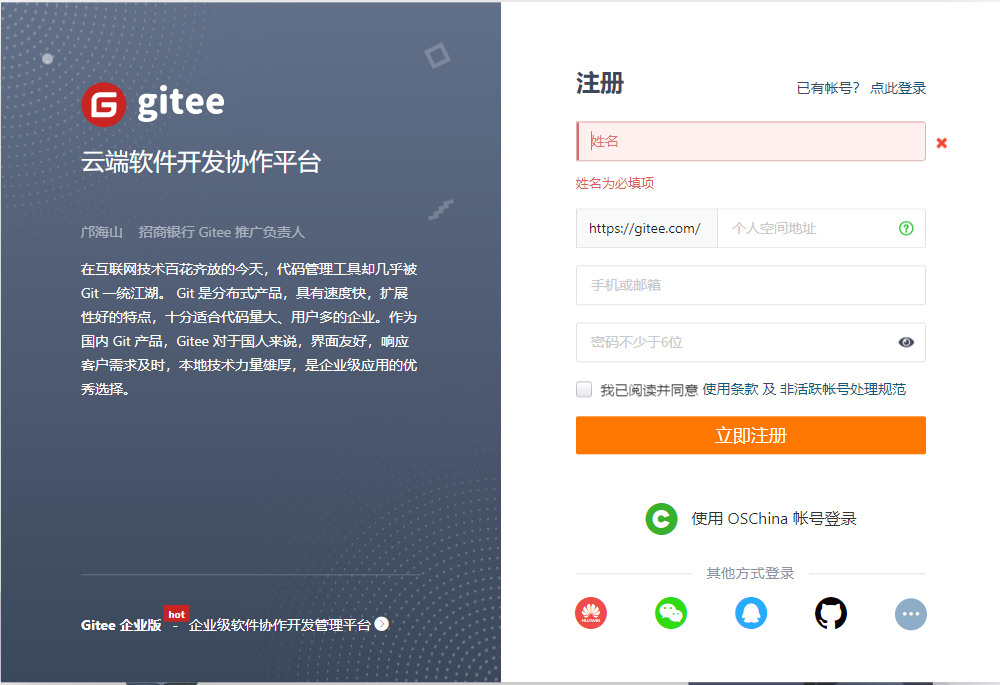 gitee
云端软件开发协作平台
邝海山 招商银行 Gitee 推广负责人
在互联网技术百花齐放的今天，代码管理工具却几乎被
Git 一统江湖。 Git 是分布式产品，具有速度快，扩展
性好的特点，十分适合代码量大、用户多的企业。作为
国内 Git 产品，Gitee 对于国人来说，界面友好，响应
客户需求及时，本地技术力量雄厚，是企业级应用的优
秀选择。
Gitee 企业版 hot - 企业级软件协作开发管理平台
注册
已有帐号？ 点此登录
姓名
姓名为必填项
https://gitee.com/ 个人空间地址
手机或邮箱
密码不少于6位
我已阅读并同意 使用条款 及 非活跃帐号处理规范
立即注册
使用 OSChina 帐号登录
其他方式登录
HUAWEI